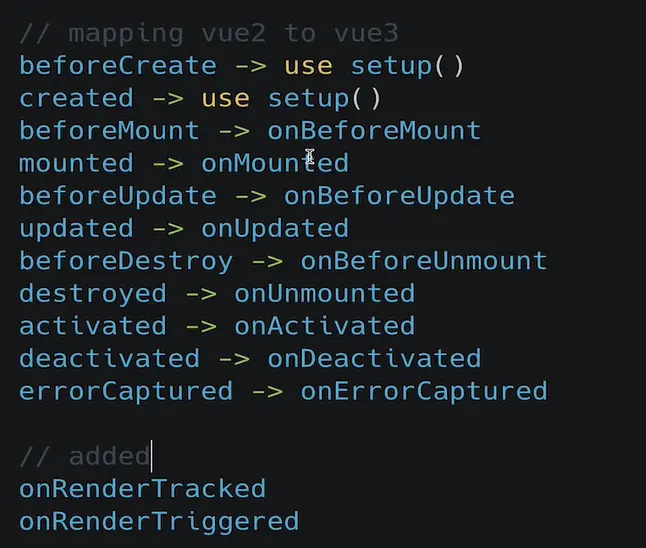 // mapping vue2 to vue3
beforeCreate -> use setup()
created -> use setup()
beforeMount -> onBeforeMount
mounted -> onMounted
beforeUpdate -> onBeforeUpdate
updated -> onUpdated
beforeDestroy -> onBeforeUnmount
destroyed -> onUnmounted
activated -> onActivated
deactivated -> onDeactivated
errorCaptured -> onErrorCaptured
// added
onRenderTracked
onRenderTriggered